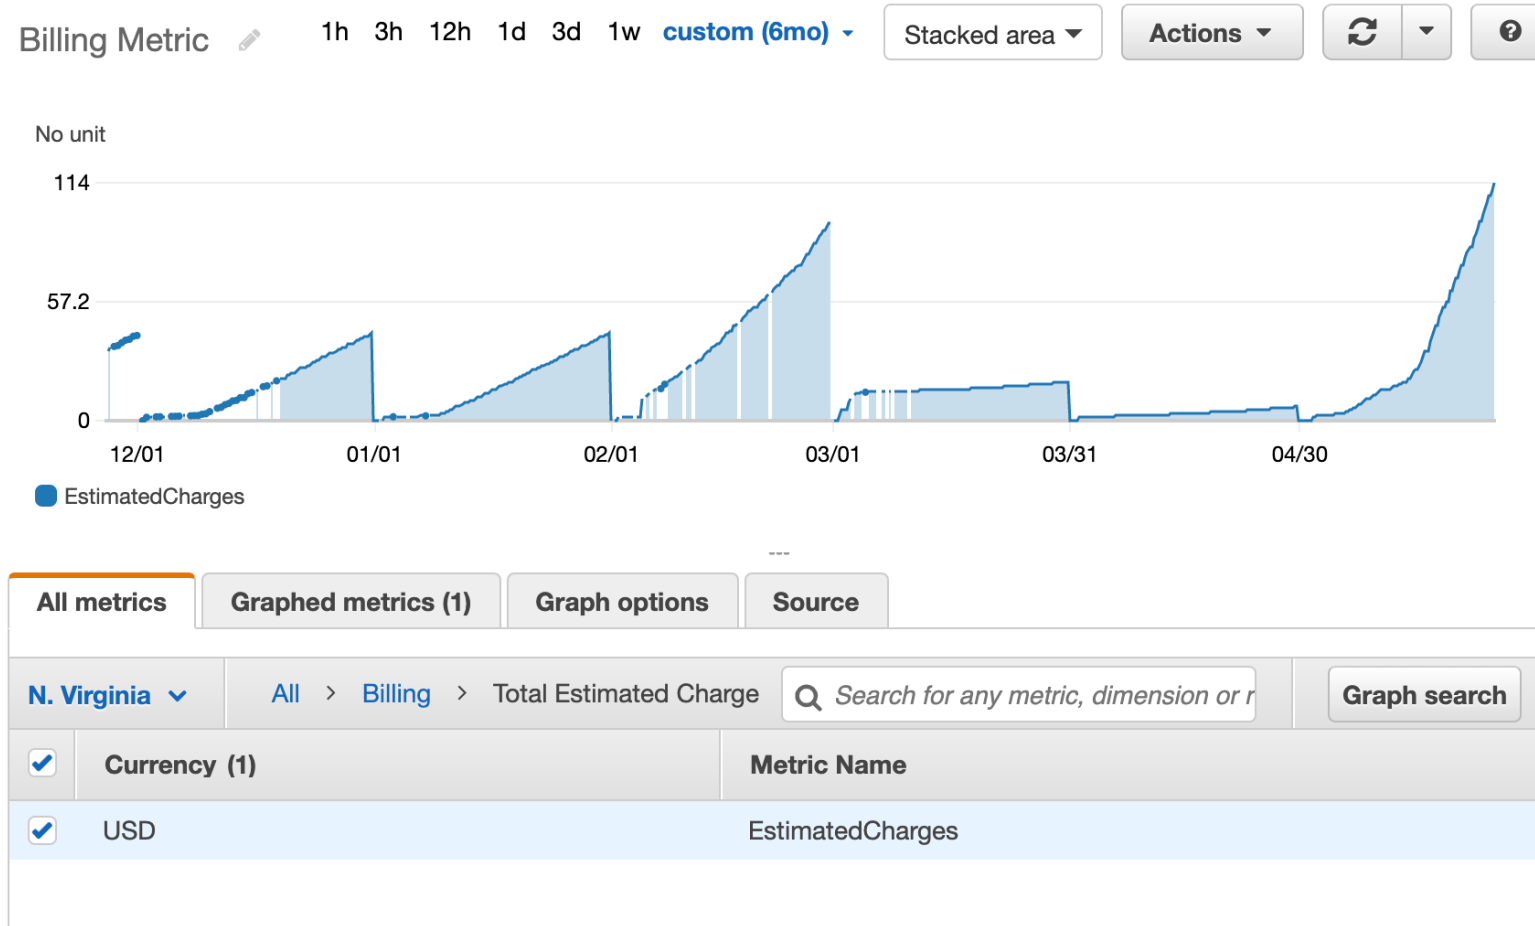 Billing Metric 1h 3h 12h 1d 3d 1w custom (6mo) Stacked area Actions
No unit
114
57.2
0
12/01 01/01 02/01 03/01 03/31 04/30
EstimatedCharges
---
All metrics Graphed metrics (1) Graph options Source
N. Virginia All > Billing > Total Estimated Charge Search for any metric, dimension or r Graph search
Currency (1) Metric Name
USD EstimatedCharges